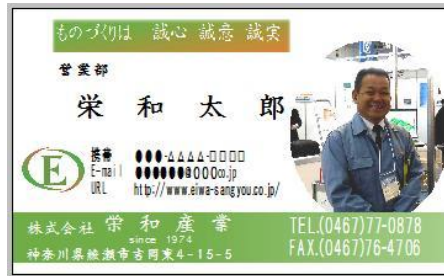 ものづくりは 誠心 誠意 誠実
営業部
栄和太郎
E
携帯 ●●●-△△△△-□□□□
E-mail ●●●●●●@○○○co.jp
URL http://www.eiwa-sangyou.co.jp/
株式会社 栄和産業
since 1974
神奈川県綾瀬市吉岡東4-15-5
TEL.(0467)77-0878
FAX.(0467)76-4706